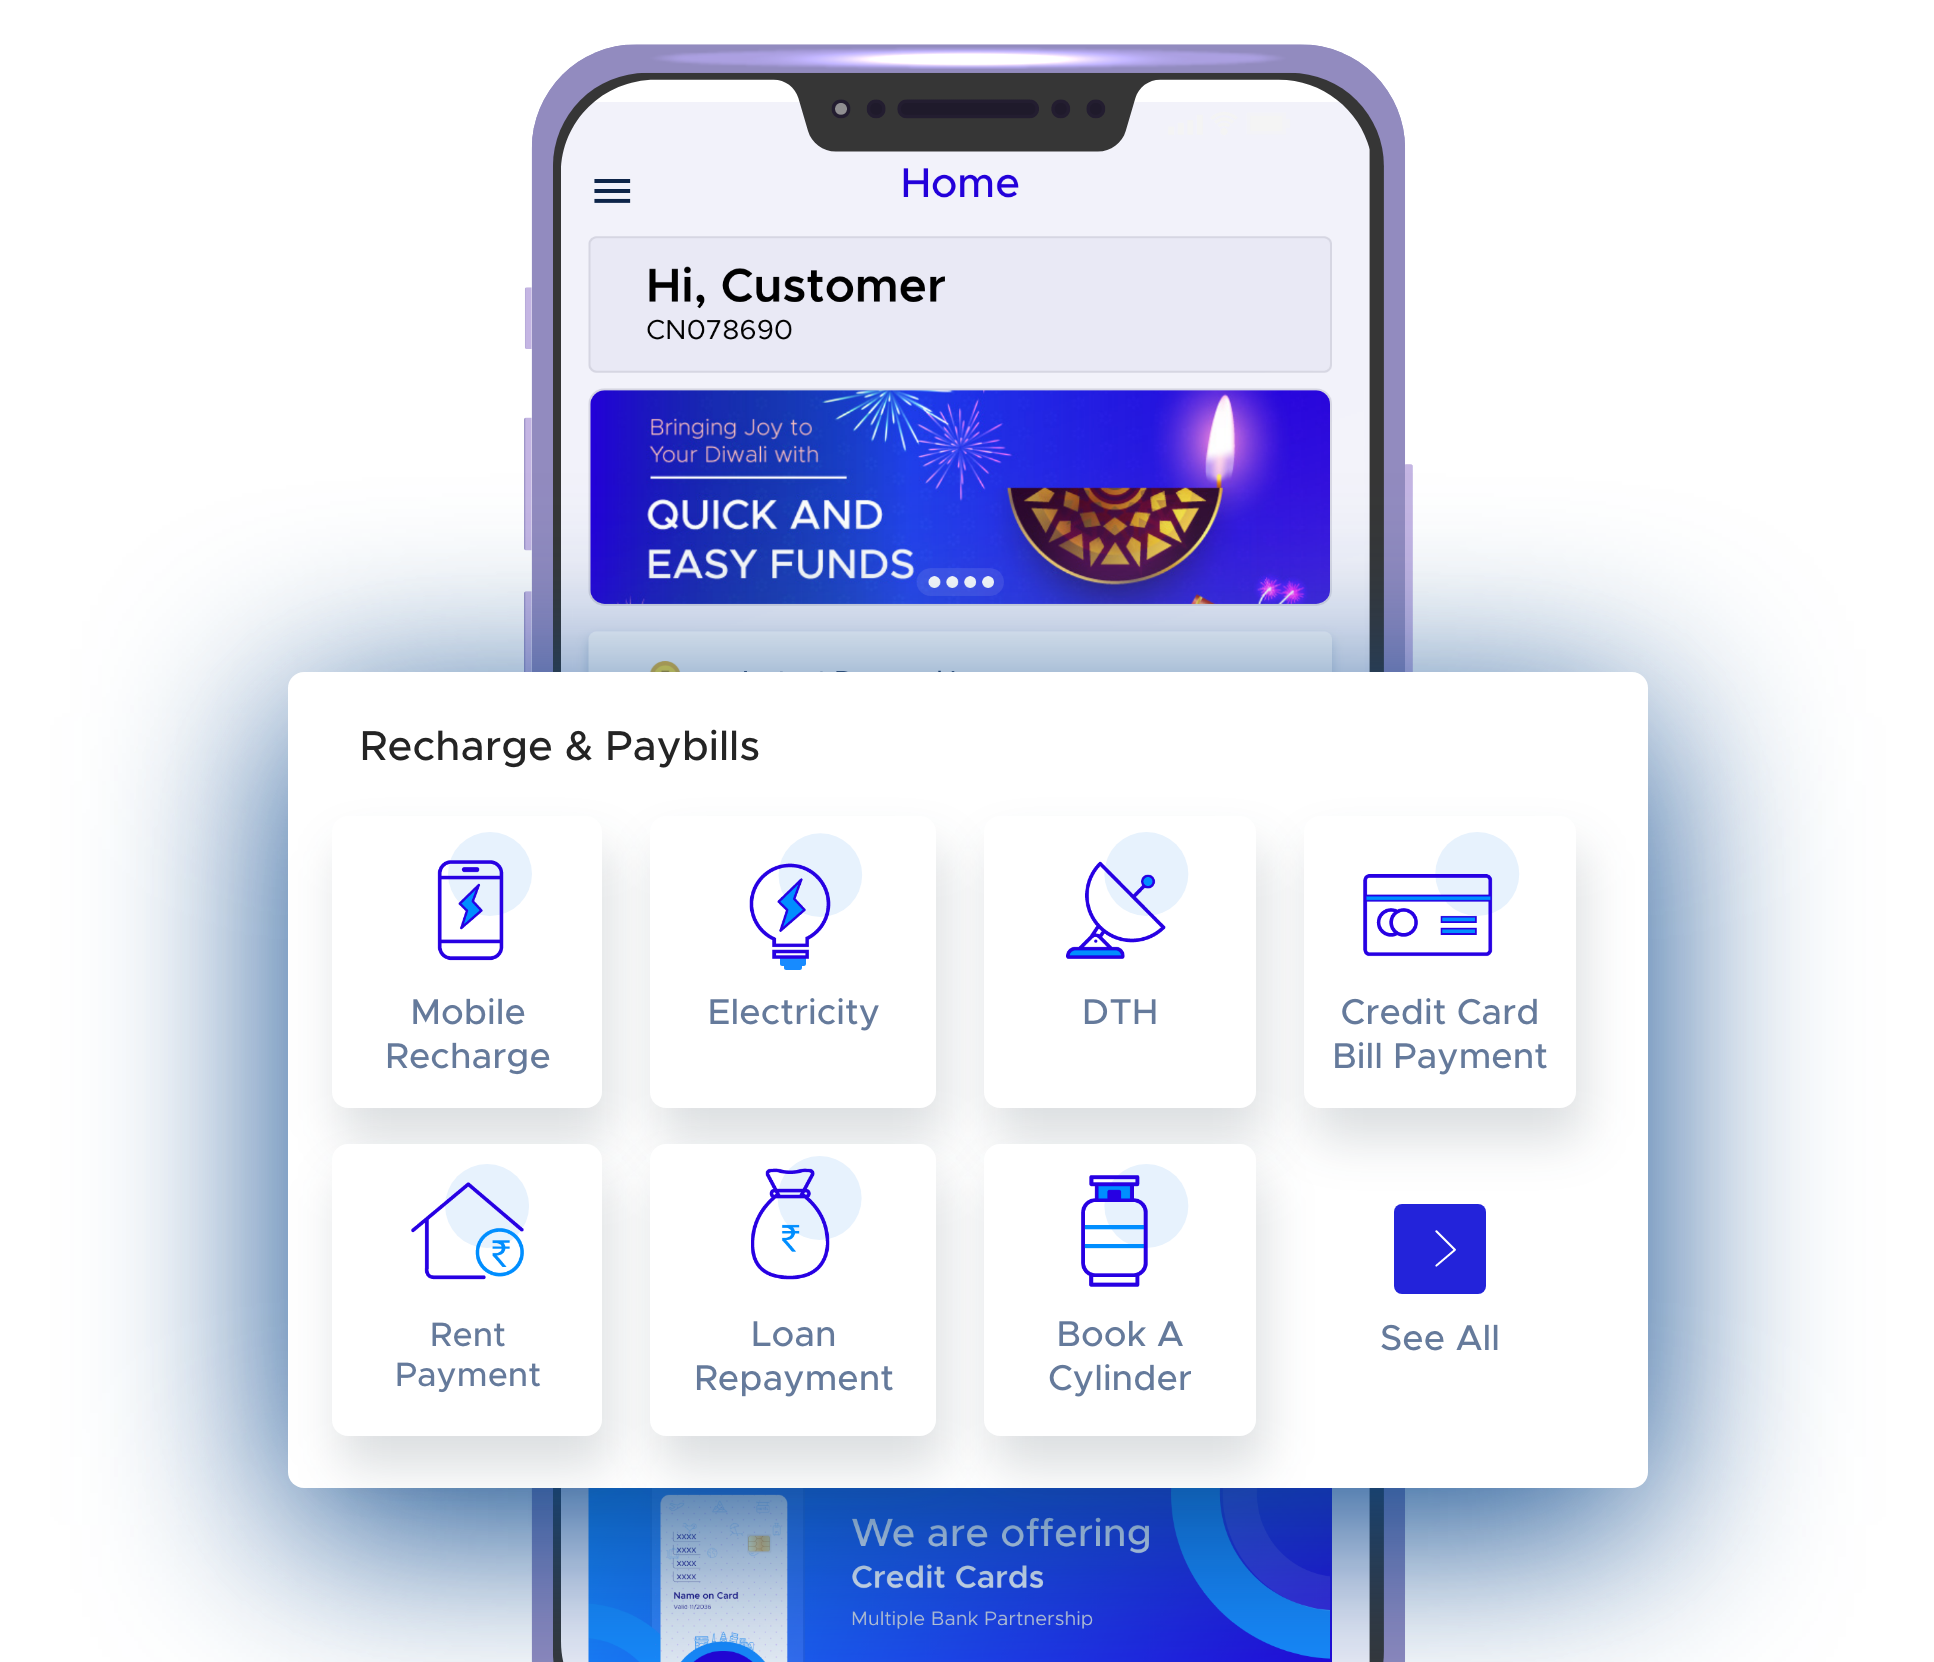 Home
Hi, Customer
CN078690
Bringing Joy to
Your Diwali with
QUICK AND
EASY FUNDS
Recharge & Paybills
Mobile
Recharge
Electricity
DTH
Credit Card
Bill Payment
Rent
Payment
Loan
Repayment
Book A
Cylinder
See All
xxxx
xxxx
xxxx
xxxx
Name on Card
We are offering
Credit Cards
Multiple Bank Partnership